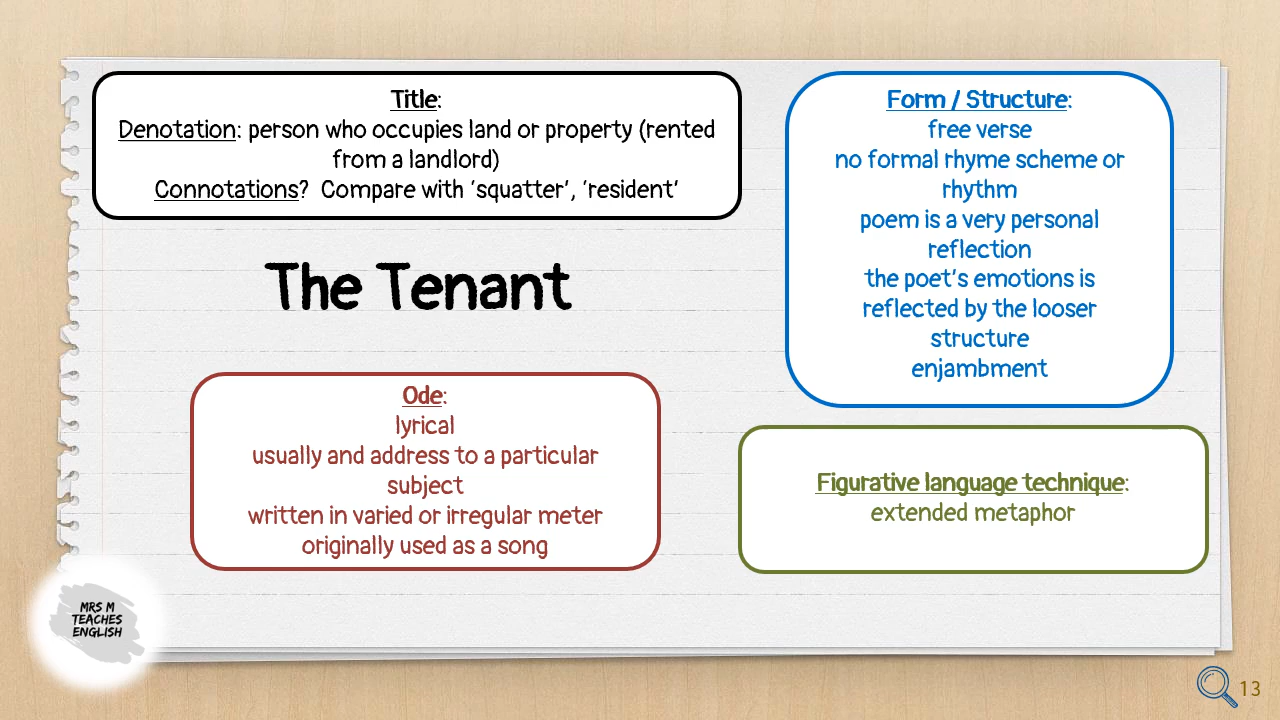 Title:
Denotation: person who occupies land or property (rented
from a landlord)
Connotations?  Compare with 'squatter', 'resident'
The Tenant
Form / Structure:
free verse
no formal rhyme scheme or
rhythm
poem is a very personal
reflection
the poet's emotions is
reflected by the looser
structure
enjambment
Ode:
lyrical
usually and address to a particular
subject
written in varied or irregular meter
originally used as a song
Figurative language technique:
extended metaphor
MRS M
TEACHES
ENGLISH
13